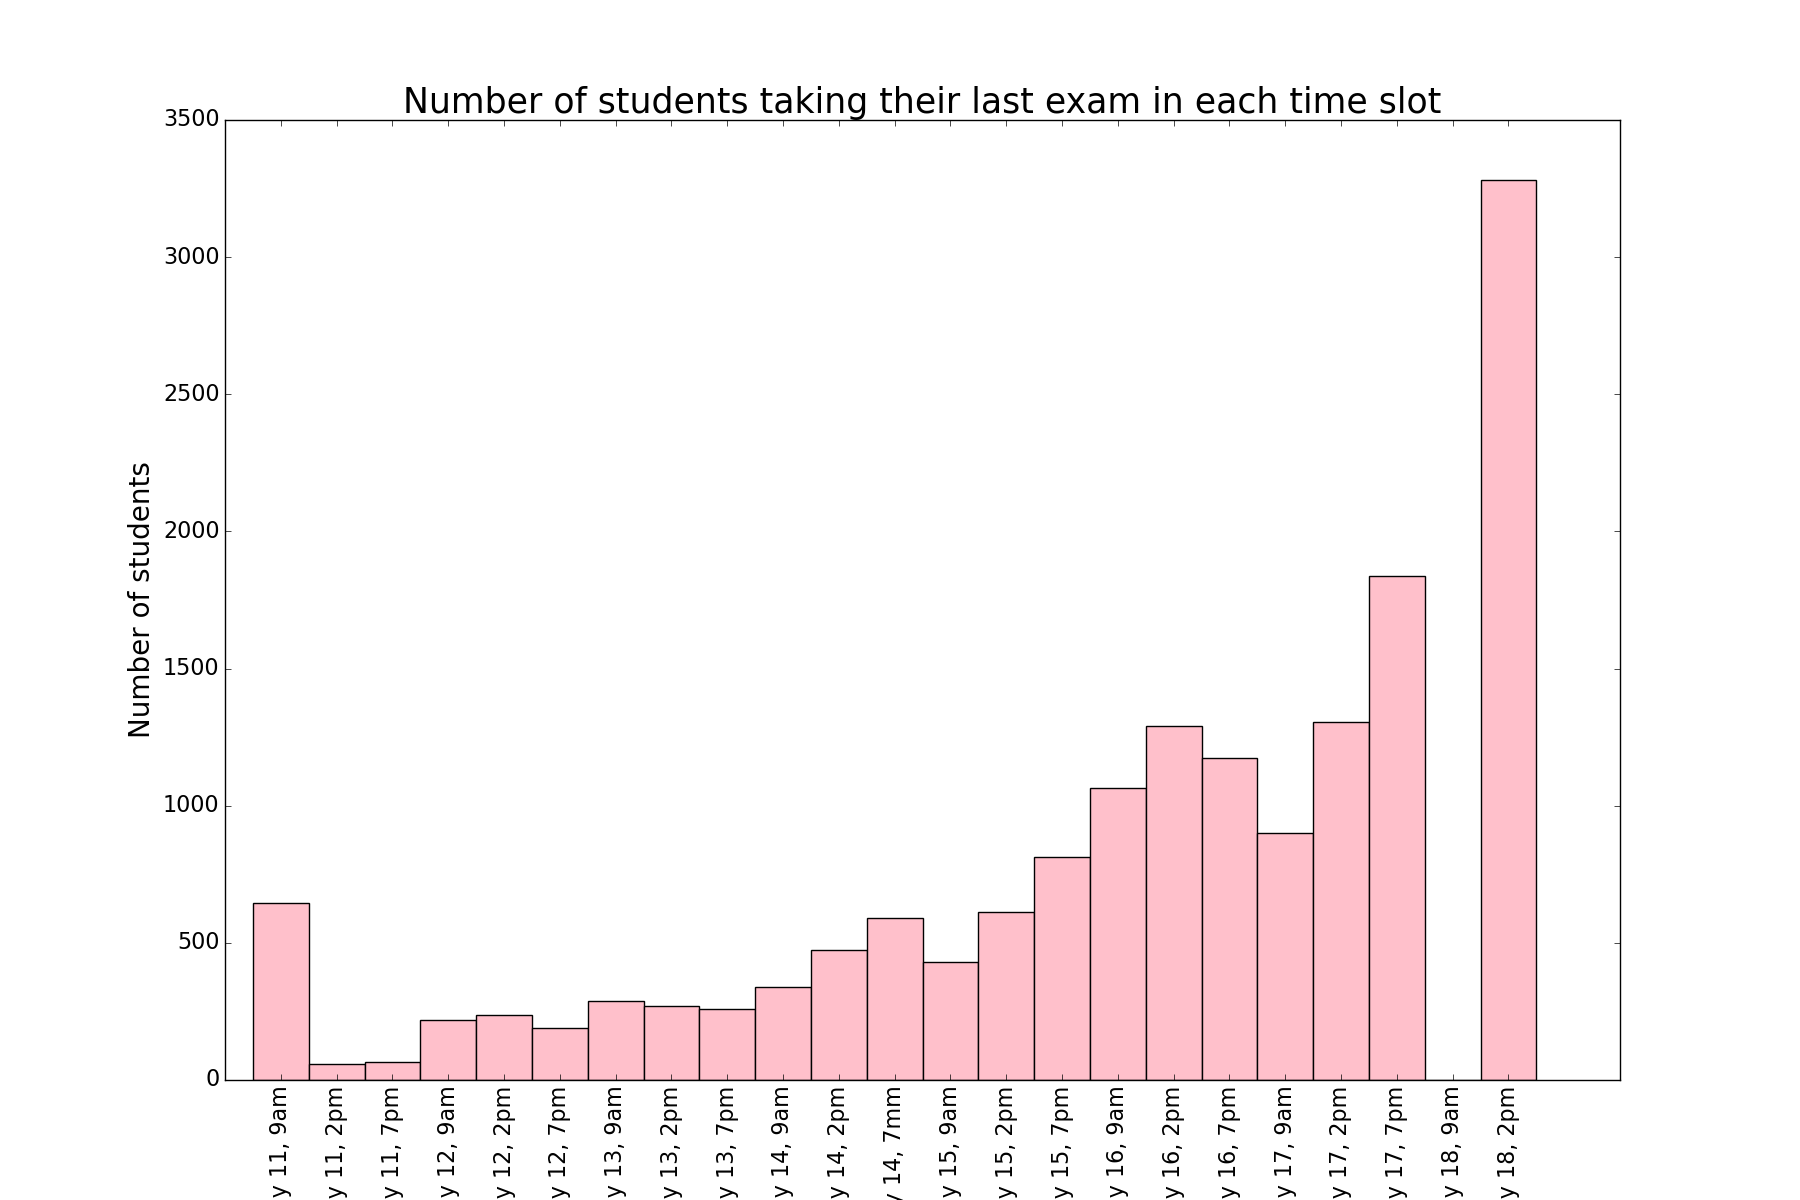 Number of students taking their last exam in each time slot
3500
3000
2500
2000
1500
1000
500
0
Number of students
y 11, 9am
y 11, 2pm
y 11, 7pm
y 12, 9am
y 12, 2pm
y 12, 7pm
y 13, 9am
y 13, 2pm
y 13, 7pm
y 14, 9am
y 14, 2pm
y 14, 7mm
y 15, 9am
y 15, 2pm
y 15, 7pm
y 16, 9am
y 16, 2pm
y 16, 7pm
y 17, 9am
y 17, 2pm
y 17, 7pm
y 18, 9am
y 18, 2pm